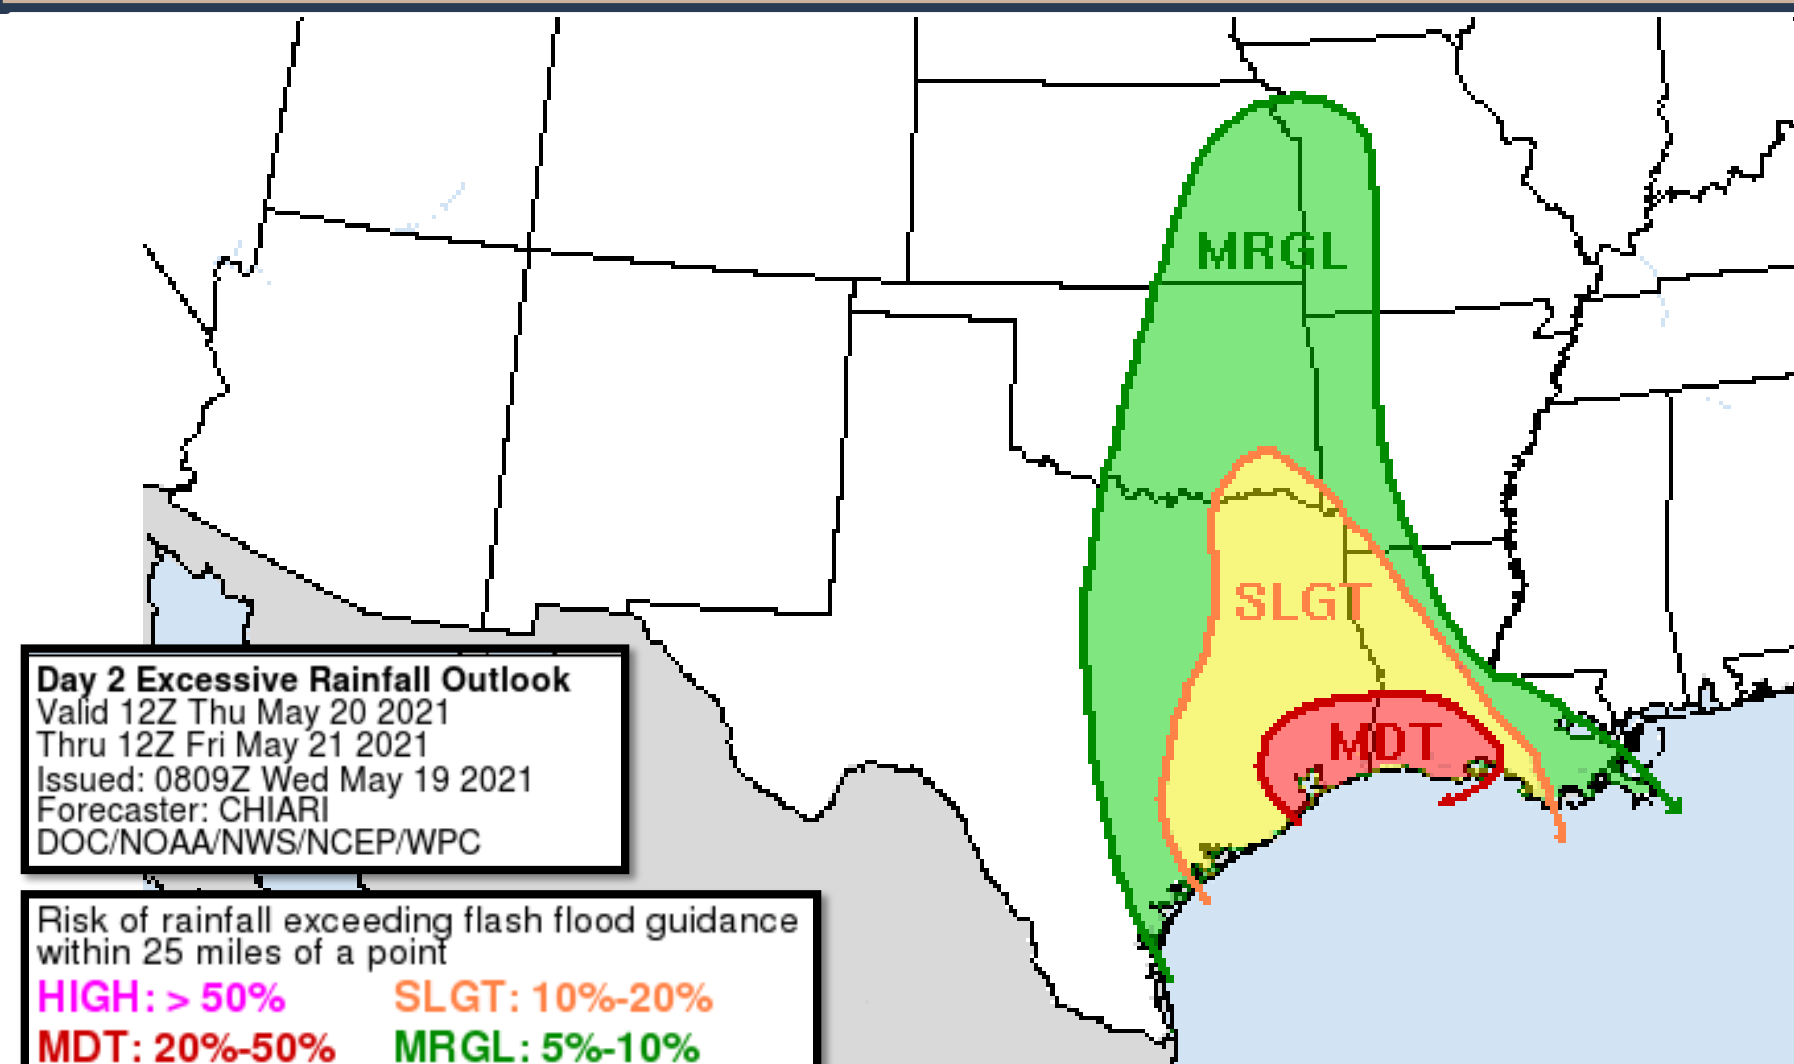 MRGL
SLGT
MDT
Day 2 Excessive Rainfall Outlook
Valid 12Z Thu May 20 2021
Thru 12Z Fri May 21 2021
Issued: 0809Z Wed May 19 2021
Forecaster: CHIARI
DOC/NOAA/NWS/NCEP/WPC
Risk of rainfall exceeding flash flood guidance
within 25 miles of a point
HIGH: > 50% SLGT: 10%-20%
MDT: 20%-50% MRGL: 5%-10%